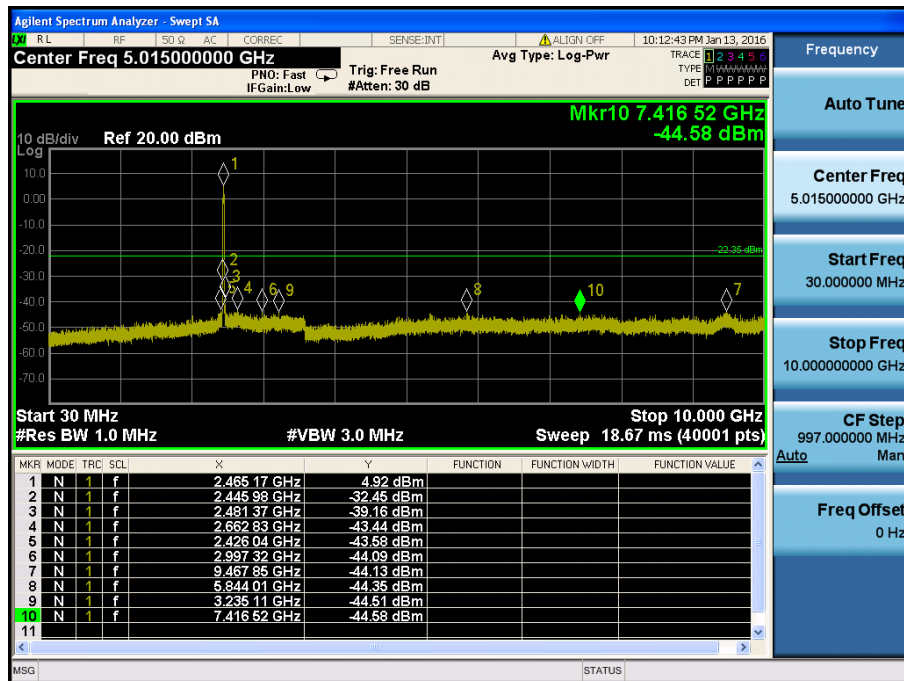 Agilent Spectrum Analyzer - Swept SA
LXI RL RF 50 Ω AC CORREC SENSE:INT ALIGN OFF 10:12:43 PM Jan 13, 2016
Center Freq 5.015000000 GHz
PNO: Fast
IFGain:Low
Trig: Free Run
#Atten: 30 dB
Avg Type: Log-Pwr
TRACE 1 2 3 4 5 6
TYPE MWWWWW
DET P P P P P P
Mkr10 7.416 52 GHz
-44.58 dBm
10 dB/div Ref 20.00 dBm
Log
10.0
0.00
-10.0
-20.0
-30.0
-40.0
-50.0
-60.0
-70.0
1
-22.35 dBm
2
3
5 4 6 9 8 10 7
Start 30 MHz Stop 10.000 GHz
#Res BW 1.0 MHz #VBW 3.0 MHz Sweep 18.67 ms (40001 pts)
MKR MODE TRC SCL X Y FUNCTION FUNCTION WIDTH FUNCTION VALUE
1 N 1 f 2.465 17 GHz 4.92 dBm
2 N 1 f 2.445 98 GHz -32.45 dBm
3 N 1 f 2.481 37 GHz -39.16 dBm
4 N 1 f 2.662 83 GHz -43.44 dBm
5 N 1 f 2.426 04 GHz -43.58 dBm
6 N 1 f 2.997 32 GHz -44.09 dBm
7 N 1 f 9.467 85 GHz -44.13 dBm
8 N 1 f 5.844 01 GHz -44.35 dBm
9 N 1 f 3.235 11 GHz -44.51 dBm
10 N 1 f 7.416 52 GHz -44.58 dBm
11
MSG STATUS
Frequency
Auto Tune
Center Freq
5.015000000 GHz
Start Freq
30.000000 MHz
Stop Freq
10.000000000 GHz
CF Step
997.000000 MHz
Auto Man
Freq Offset
0 Hz